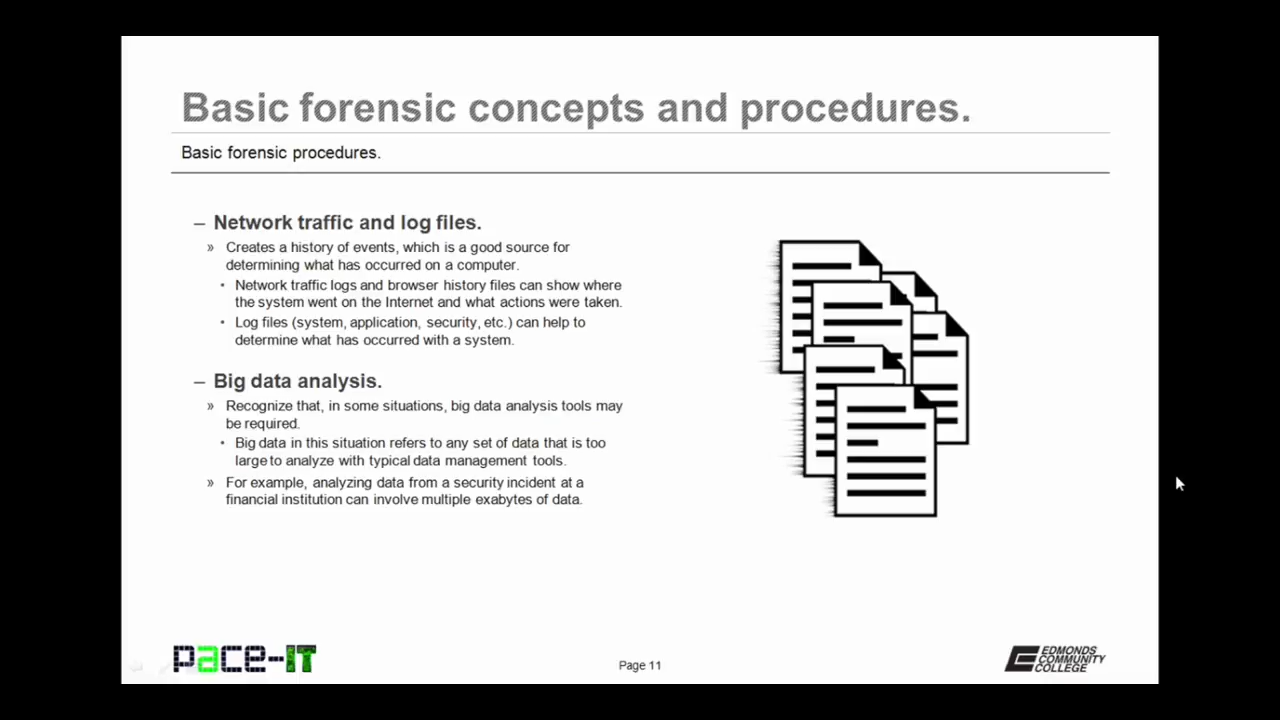 Basic forensic concepts and procedures.
Basic forensic procedures.
– Network traffic and log files.
» Creates a history of events, which is a good source for
determining what has occurred on a computer.
• Network traffic logs and browser history files can show where
the system went on the Internet and what actions were taken.
• Log files (system, application, security, etc.) can help to
determine what has occurred with a system.
– Big data analysis.
» Recognize that, in some situations, big data analysis tools may
be required.
• Big data in this situation refers to any set of data that is too
large to analyze with typical data management tools.
» For example, analyzing data from a security incident at a
financial institution can involve multiple exabytes of data.
pace-IT
Page 11
EDMONDS
COMMUNITY
COLLEGE